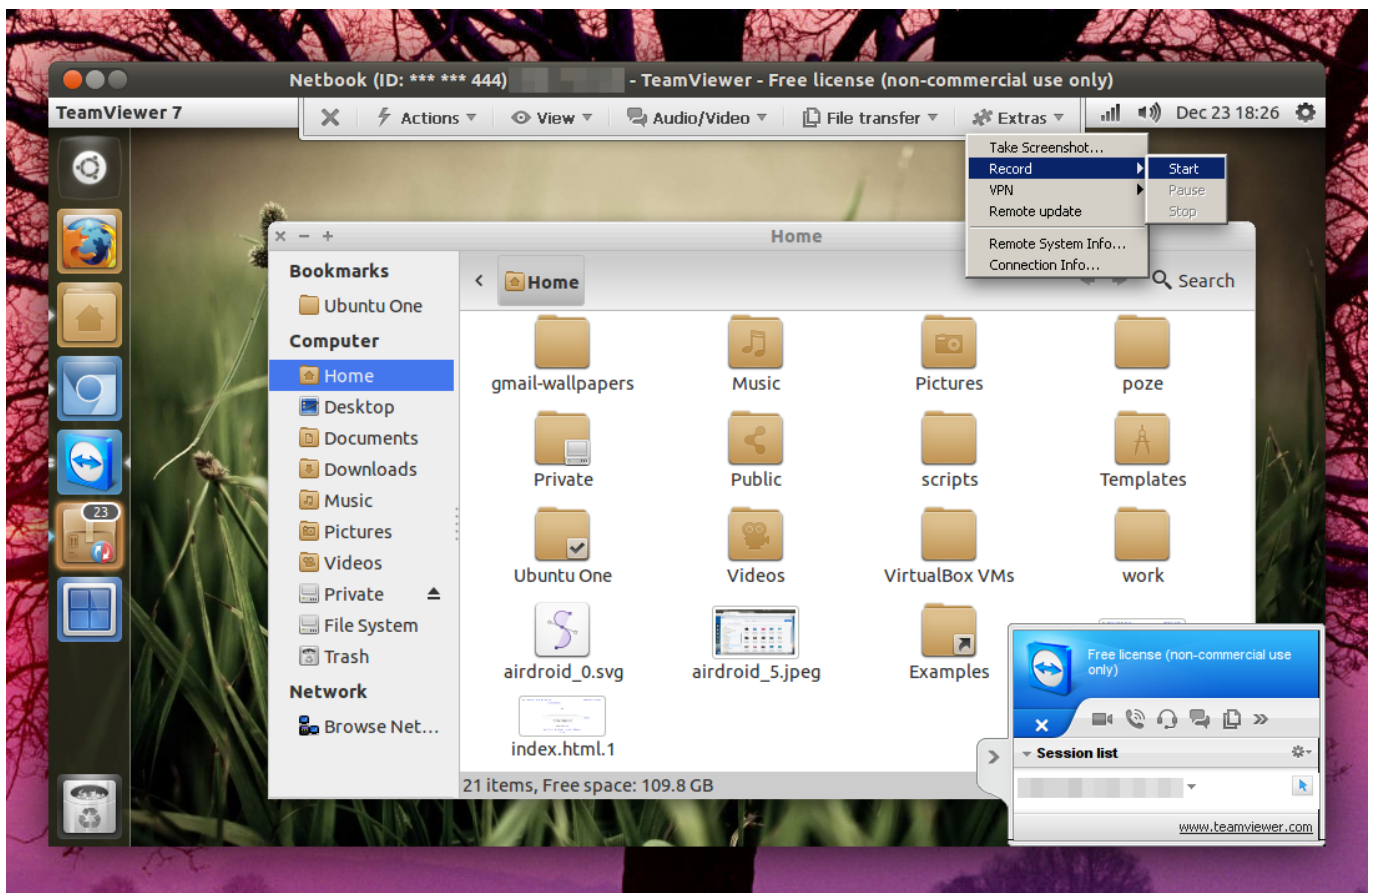 Netbook (ID: *** *** 444) - TeamViewer - Free license (non-commercial use only)
TeamViewer 7
Actions
View
Audio/Video
File transfer
Extras
Dec 23 18:26
Take Screenshot...
Record
VPN
Remote update
Remote System Info...
Connection Info...
Start
Pause
Stop
Home
Bookmarks
Ubuntu One
Computer
Home
Desktop
Documents
Downloads
Music
Pictures
Videos
Private
File System
Trash
Network
Browse Net...
Home
Search
gmail-wallpapers
Music
Pictures
poze
Private
Public
scripts
Templates
Ubuntu One
Videos
VirtualBox VMs
work
airdroid_0.svg
airdroid_5.jpeg
Examples
index.html.1
21 items, Free space: 109.8 GB
23
Free license (non-commercial use
only)
Session list
www.teamviewer.com